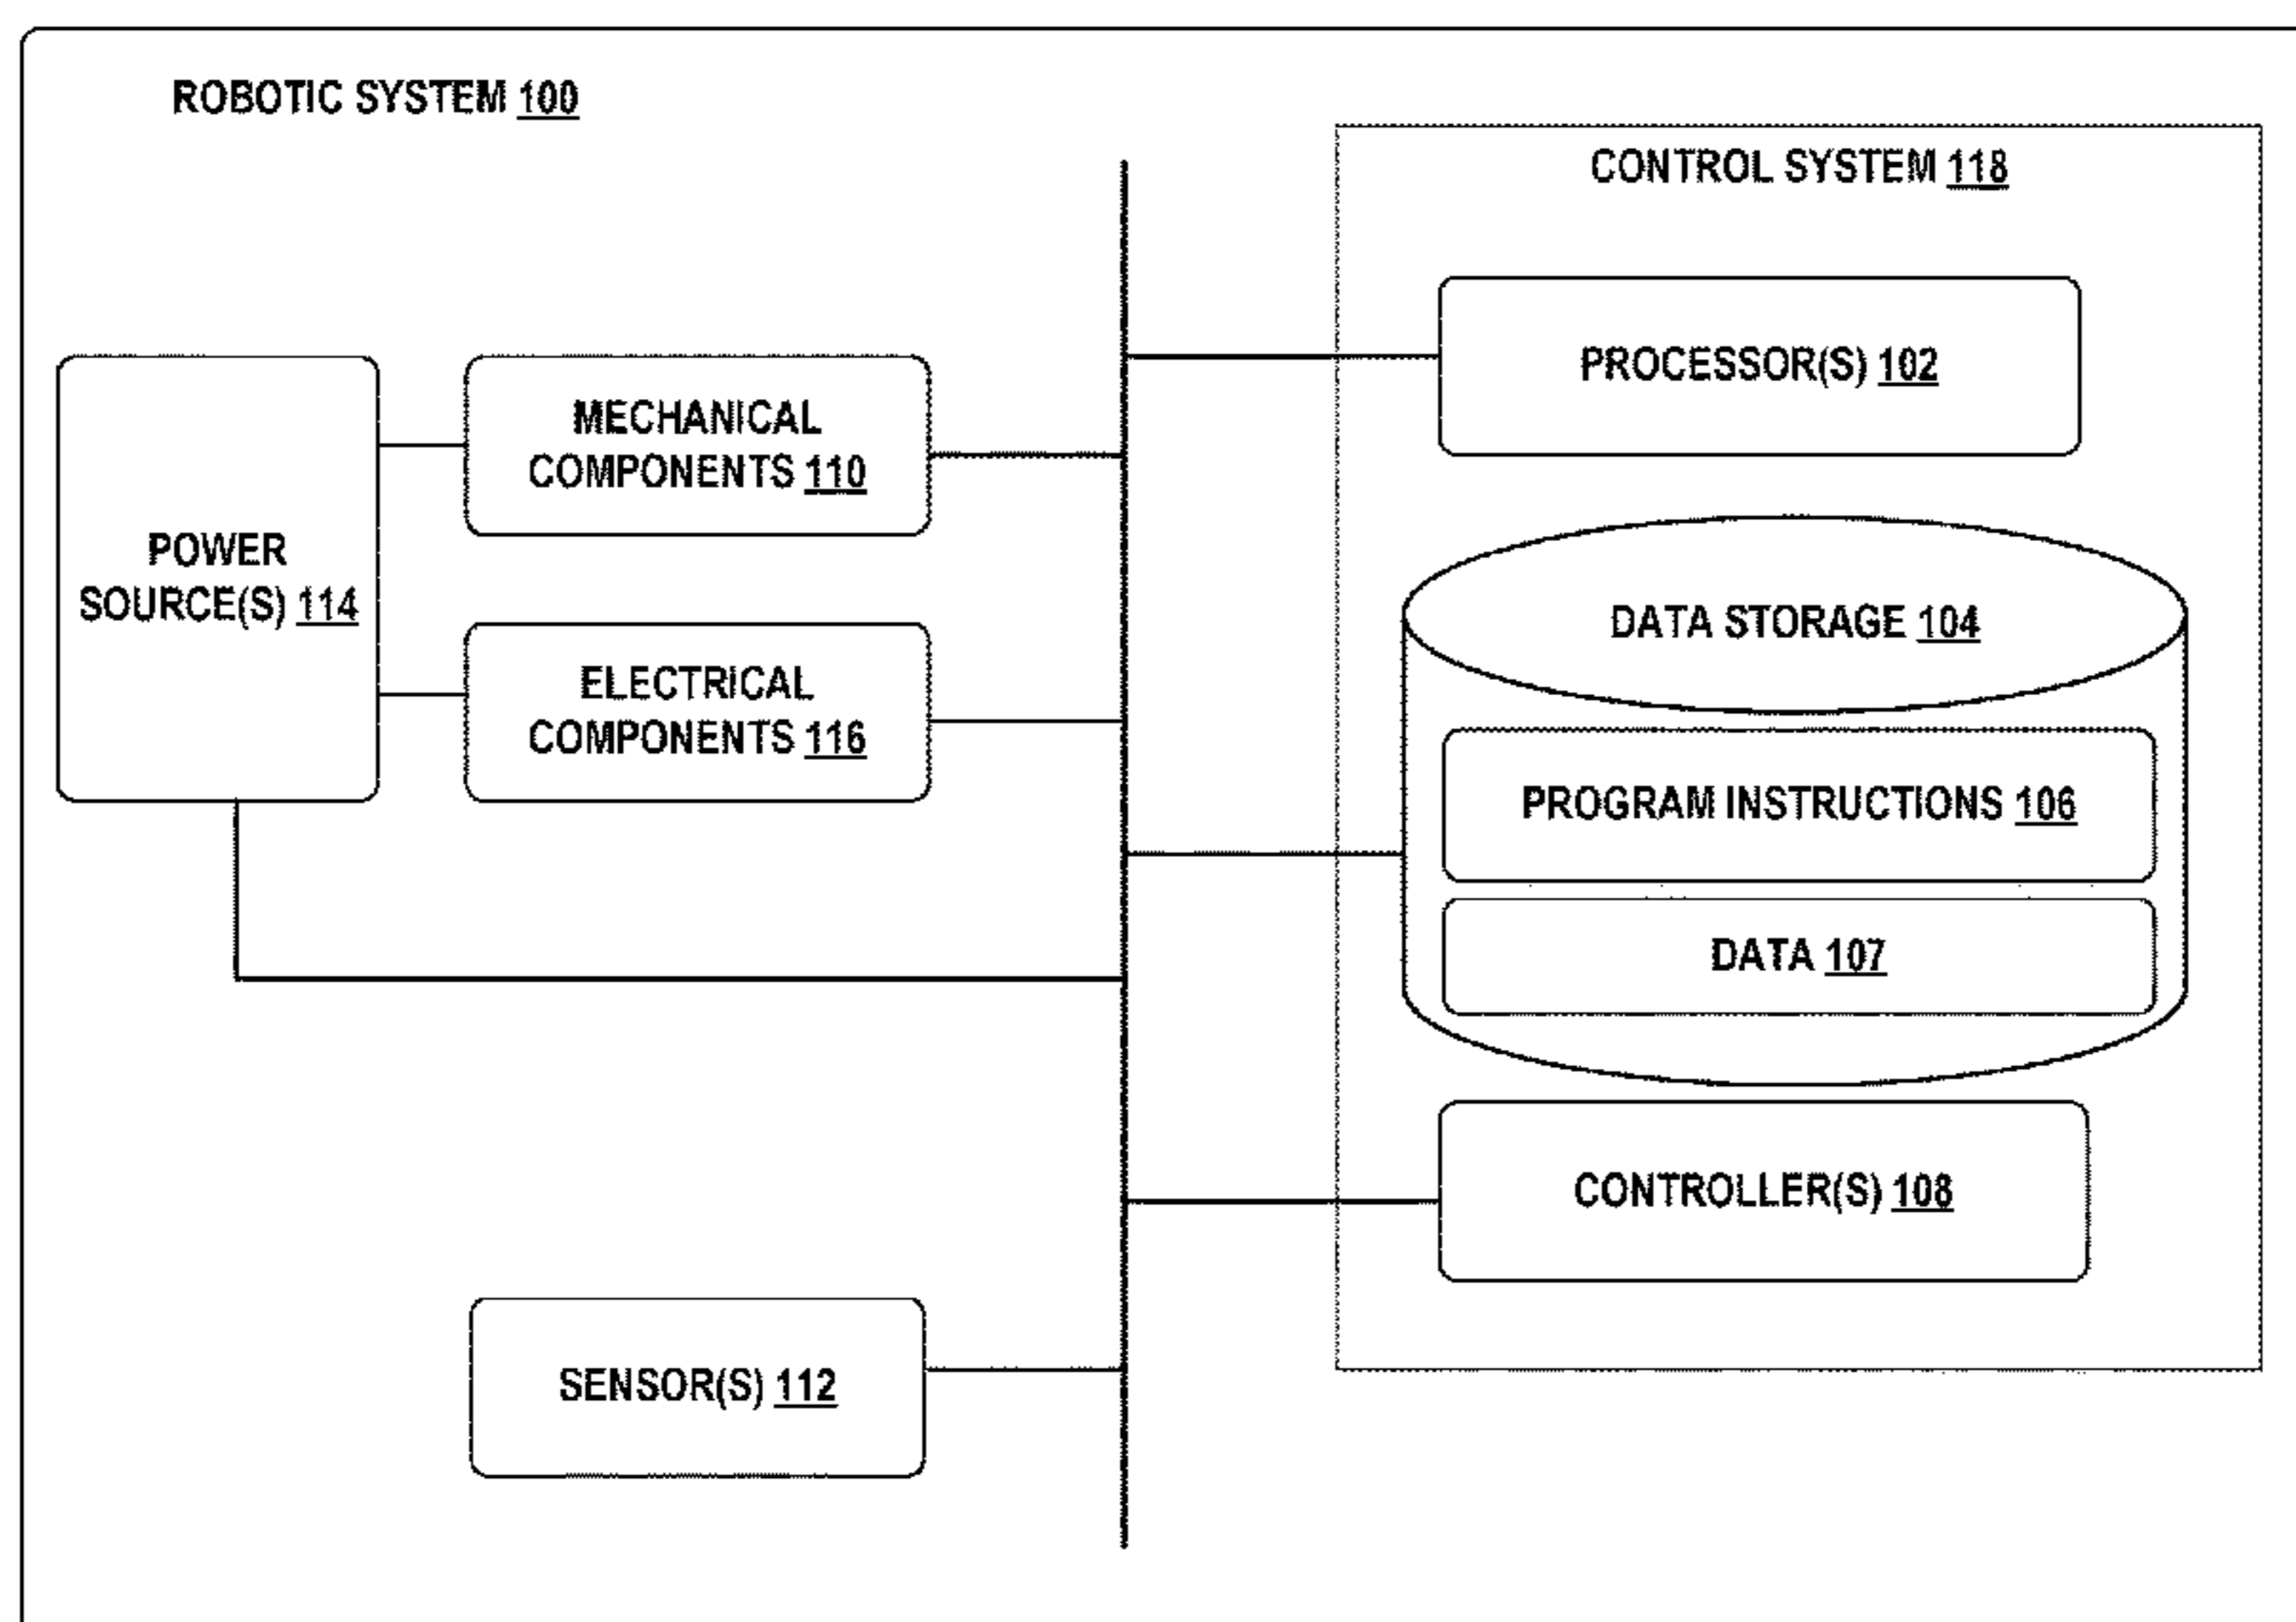 ROBOTIC SYSTEM 100
CONTROL SYSTEM 118
PROCESSOR(S) 102
MECHANICAL
COMPONENTS 110
POWER
SOURCE(S) 114
DATA STORAGE 104
ELECTRICAL
COMPONENTS 116
PROGRAM INSTRUCTIONS 106
DATA 107
CONTROLLER(S) 108
SENSOR(S) 112